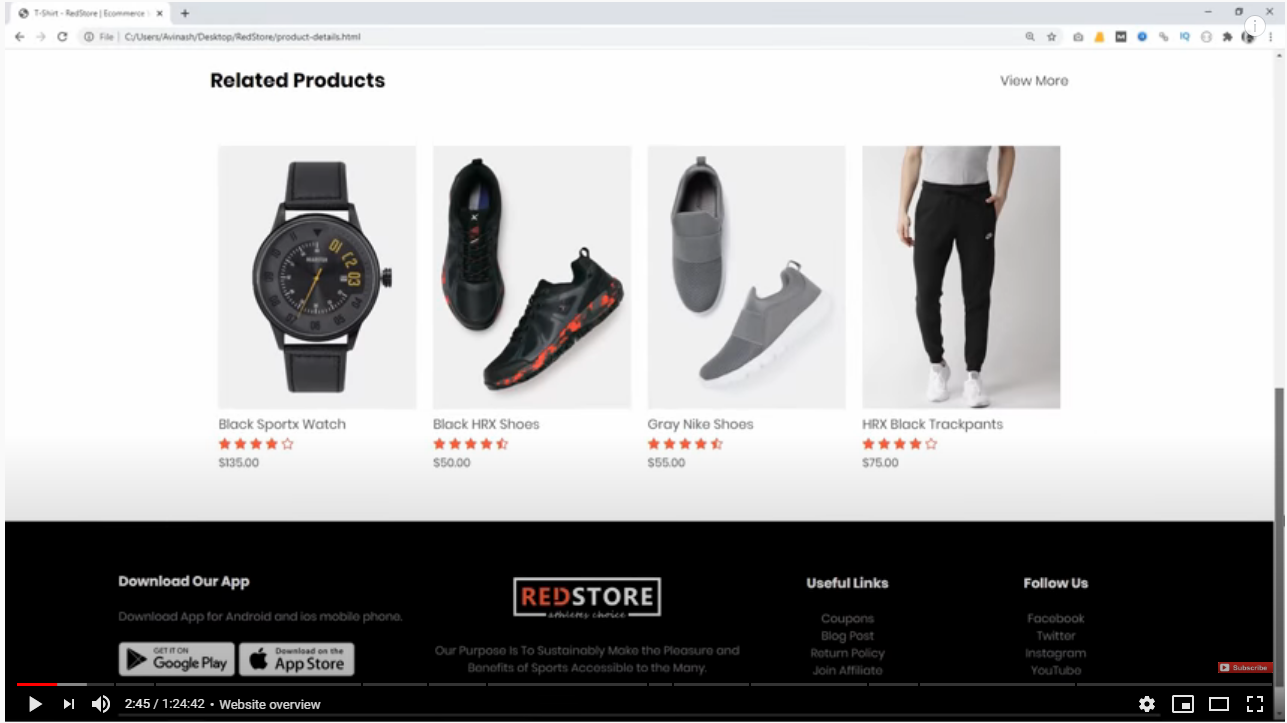 T-Shirt - RedStore | Ecommerce
File | C:/Users/Avinash/Desktop/RedStore/product-details.html
Related Products
View More
Black Sportx Watch
$135.00
Black HRX Shoes
$50.00
Gray Nike Shoes
$55.00
HRX Black Trackpants
$75.00
Download Our App
Download App for Android and ios mobile phone.
GET IT ON
Google Play
Download on the
App Store
REDSTORE
athletes choice
Our Purpose Is To Sustainably Make the Pleasure and
Benefits of Sports Accessible to the Many.
Useful Links
Coupons
Blog Post
Return Policy
Join Affiliate
Follow Us
Facebook
Twitter
Instagram
YouTube
Subscribe
2:45 / 1:24:42 • Website overview